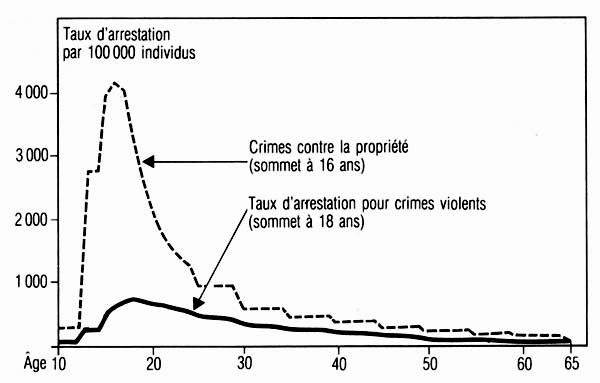 Taux d'arrestation
par 100 000 individus
4 000
3 000
2 000
1 000
Crimes contre la propriété
(sommet à 16 ans)
Taux d'arrestation pour crimes violents
(sommet à 18 ans)
Âge 10 20 30 40 50 60 65